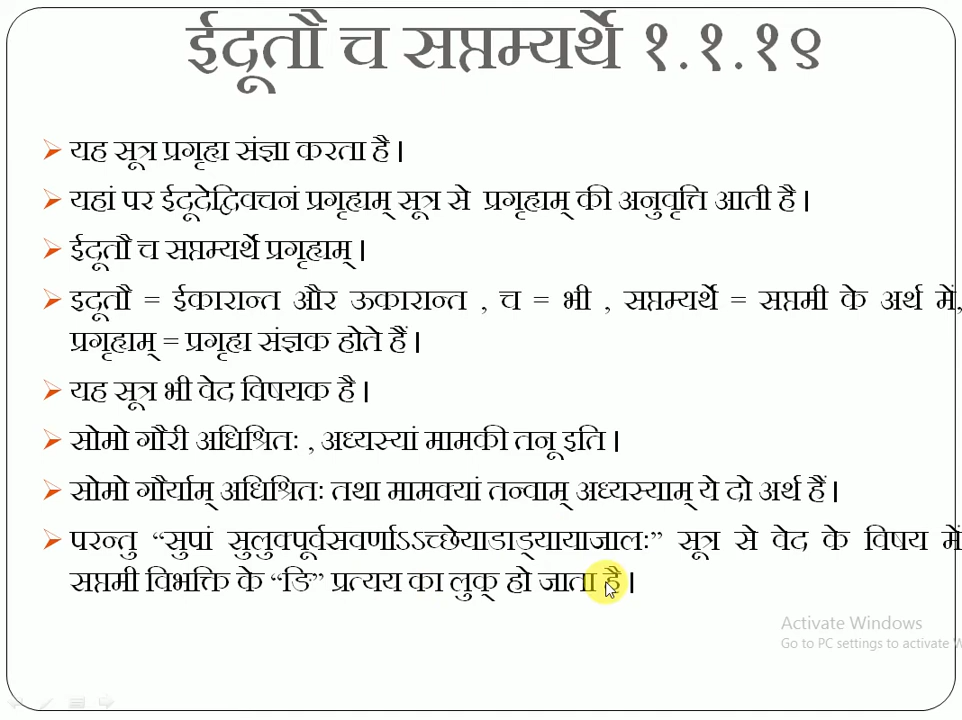 ईदूतौ च सप्तम्यर्थे १.१.१९
यह सूत्र प्रगृह्य संज्ञा करता है ।
यहां पर ईदूदेद्विवचनं प्रगृह्यम् सूत्र से प्रगृह्यम् की अनुवृत्ति आती है ।
ईदूतौ च सप्तम्यर्थे प्रगृह्यम् ।
इदूतौ = ईकारान्त और ऊकारान्त , च = भी , सप्तम्यर्थे = सप्तमी के अर्थ में,
प्रगृह्यम् = प्रगृह्य संज्ञक होते हैं ।
यह सूत्र भी वेद विषयक है ।
सोमो गौरी अधिश्रितः , अध्यस्यां मामकी तनू इति ।
सोमो गौर्याम् अधिश्रितः तथा मामक्यां तन्वाम् अध्यस्याम् ये दो अर्थ हैं ।
परन्तु “सुपां सुलुक्पूर्वसवर्णाऽऽच्छेयाडाड्यायाजालः” सूत्र से वेद के विषय में
सप्तमी विभक्ति के “ङि” प्रत्यय का लुक् हो जाता है ।
Activate Windows
Go to PC settings to activate W